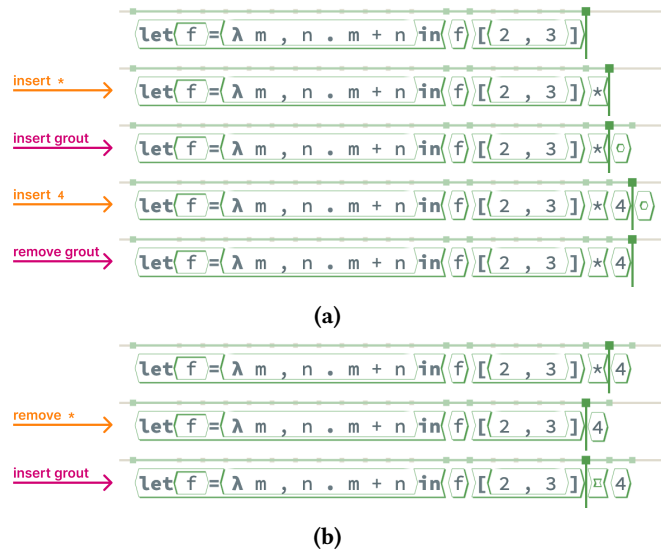 let f = λ m , n . m + n in f [ 2 , 3 ]
insert * let f = λ m , n . m + n in f [ 2 , 3 ] *
insert grout let f = λ m , n . m + n in f [ 2 , 3 ] *
insert 4 let f = λ m , n . m + n in f [ 2 , 3 ] * 4
remove grout let f = λ m , n . m + n in f [ 2 , 3 ] * 4
(a)
let f = λ m , n . m + n in f [ 2 , 3 ] * 4
remove * let f = λ m , n . m + n in f [ 2 , 3 ] 4
insert grout let f = λ m , n . m + n in f [ 2 , 3 ] 4
(b)